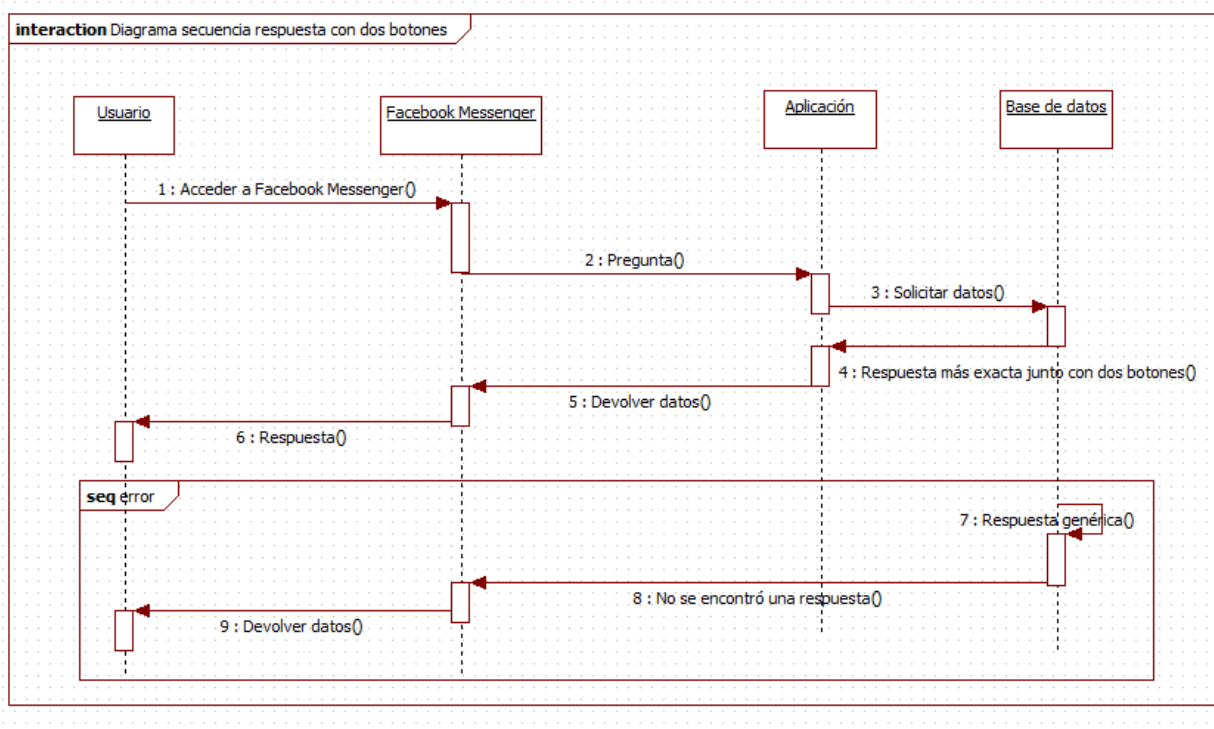 interaction Diagrama secuencia respuesta con dos botones
Usuario
Facebook Messenger
Aplicación
Base de datos
1 : Acceder a Facebook Messenger()
2 : Pregunta()
3 : Solicitar datos()
4 : Respuesta más exacta junto con dos botones()
5 : Devolver datos()
6 : Respuesta()
seq error
7 : Respuesta genérica()
8 : No se encontró una respuesta()
9 : Devolver datos()